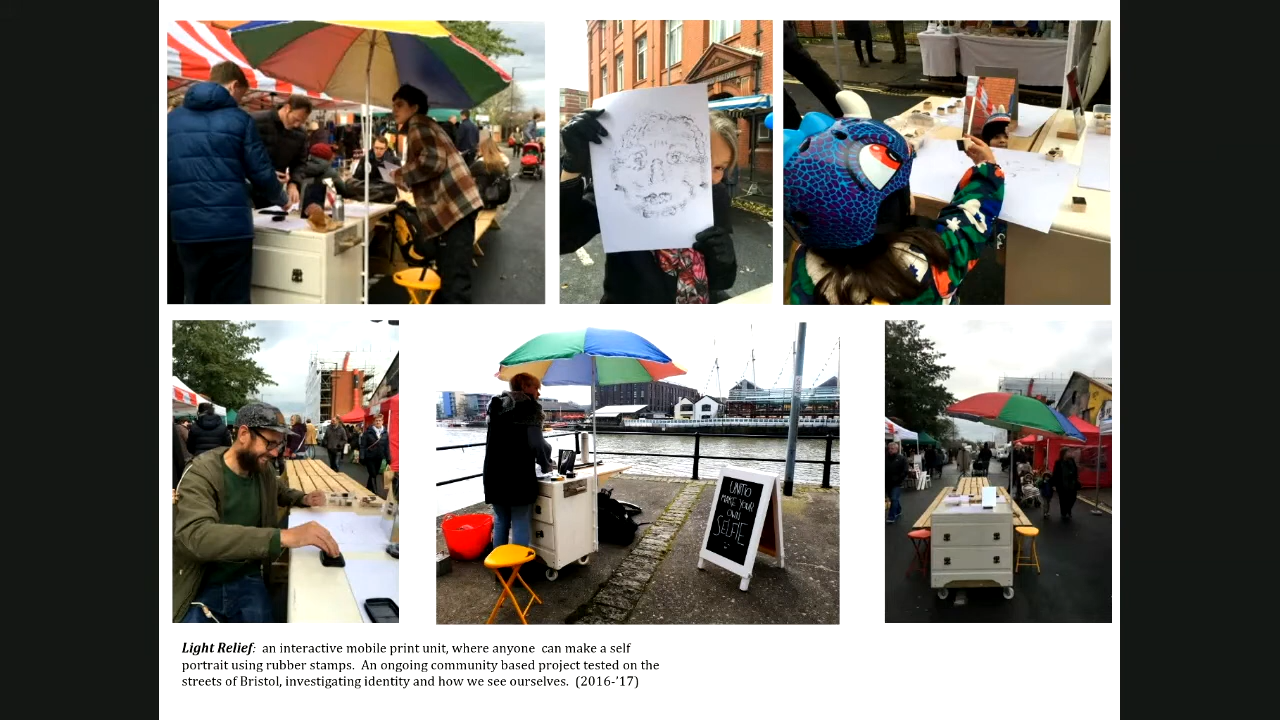 UNTO
MAKE YOUR
OWN
SELFIE
Light Relief:  an interactive mobile print unit, where anyone  can make a self
portrait using rubber stamps.  An ongoing community based project tested on the
streets of Bristol, investigating identity and how we see ourselves.  (2016-'17)